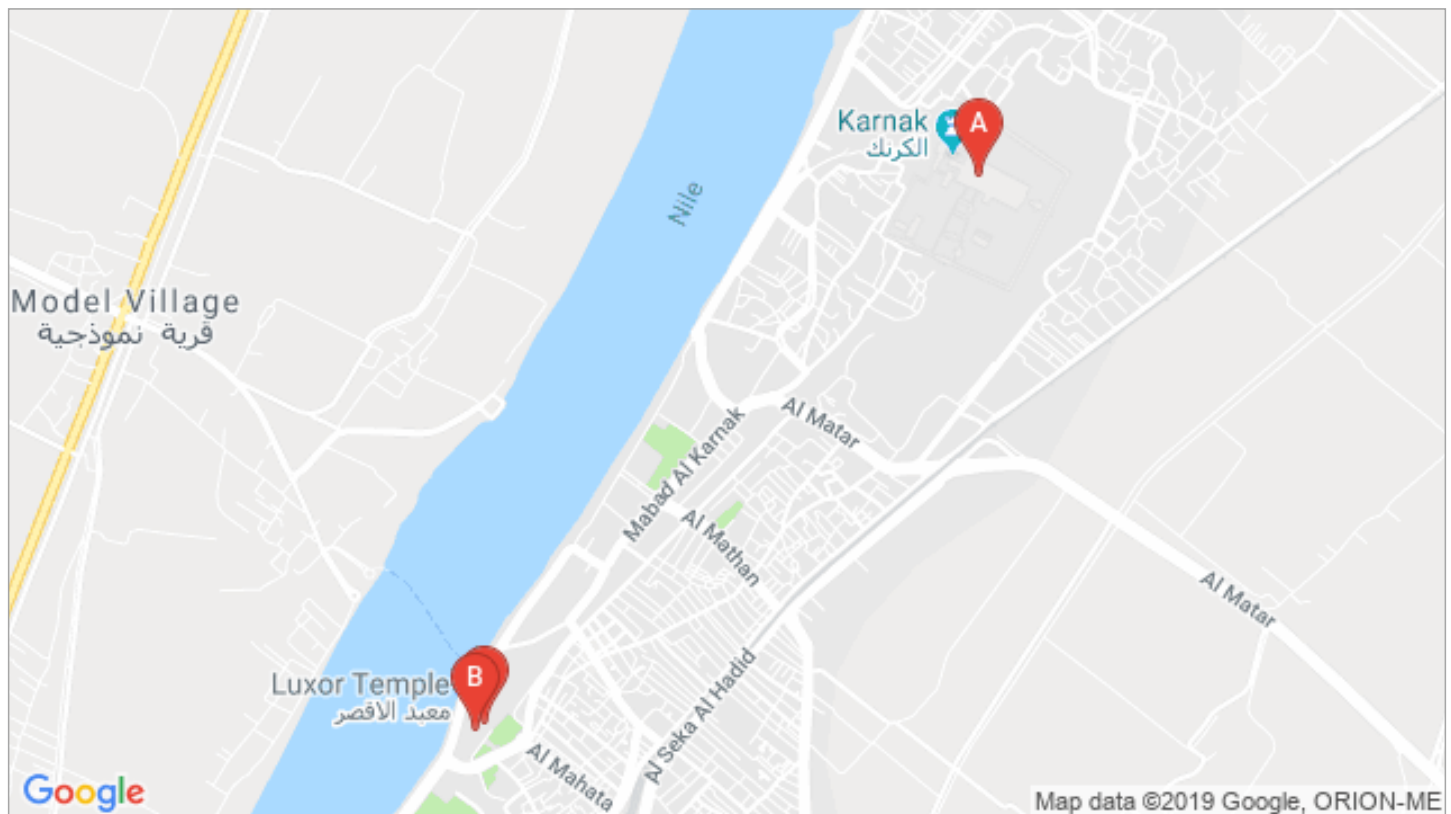 Karnak
الكرنك
A
Nile
Model Village
قرية نموذجية
Al Matar
Mabad Al Karnak
Al Mathan
Al Matar
Luxor Temple
معبد الاقصر
B
Al Seka Al Hadid
Al Mahata
Google
Map data ©2019 Google, ORION-ME